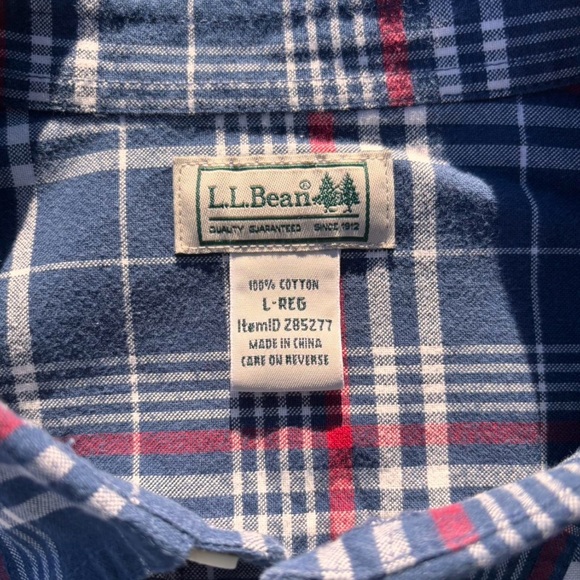 L.L.Bean®
QUALITY GUARANTEED SINCE 1912
100% COTTON
L-REG
ItemID 285277
MADE IN CHINA
CARE ON REVERSE